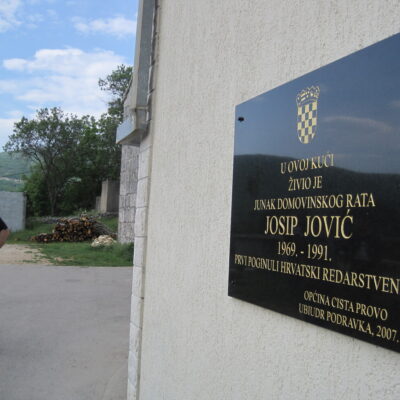 U OVOJ KUĆI
ŽIVIO JE
JUNAK DOMOVINSKOG RATA
JOSIP JOVIĆ
1969. - 1991.
PRVI POGINULI HRVATSKI REDARSTVEN
OPĆINA CISTA PROVO
UBIUDR PODRAVKA, 2007.